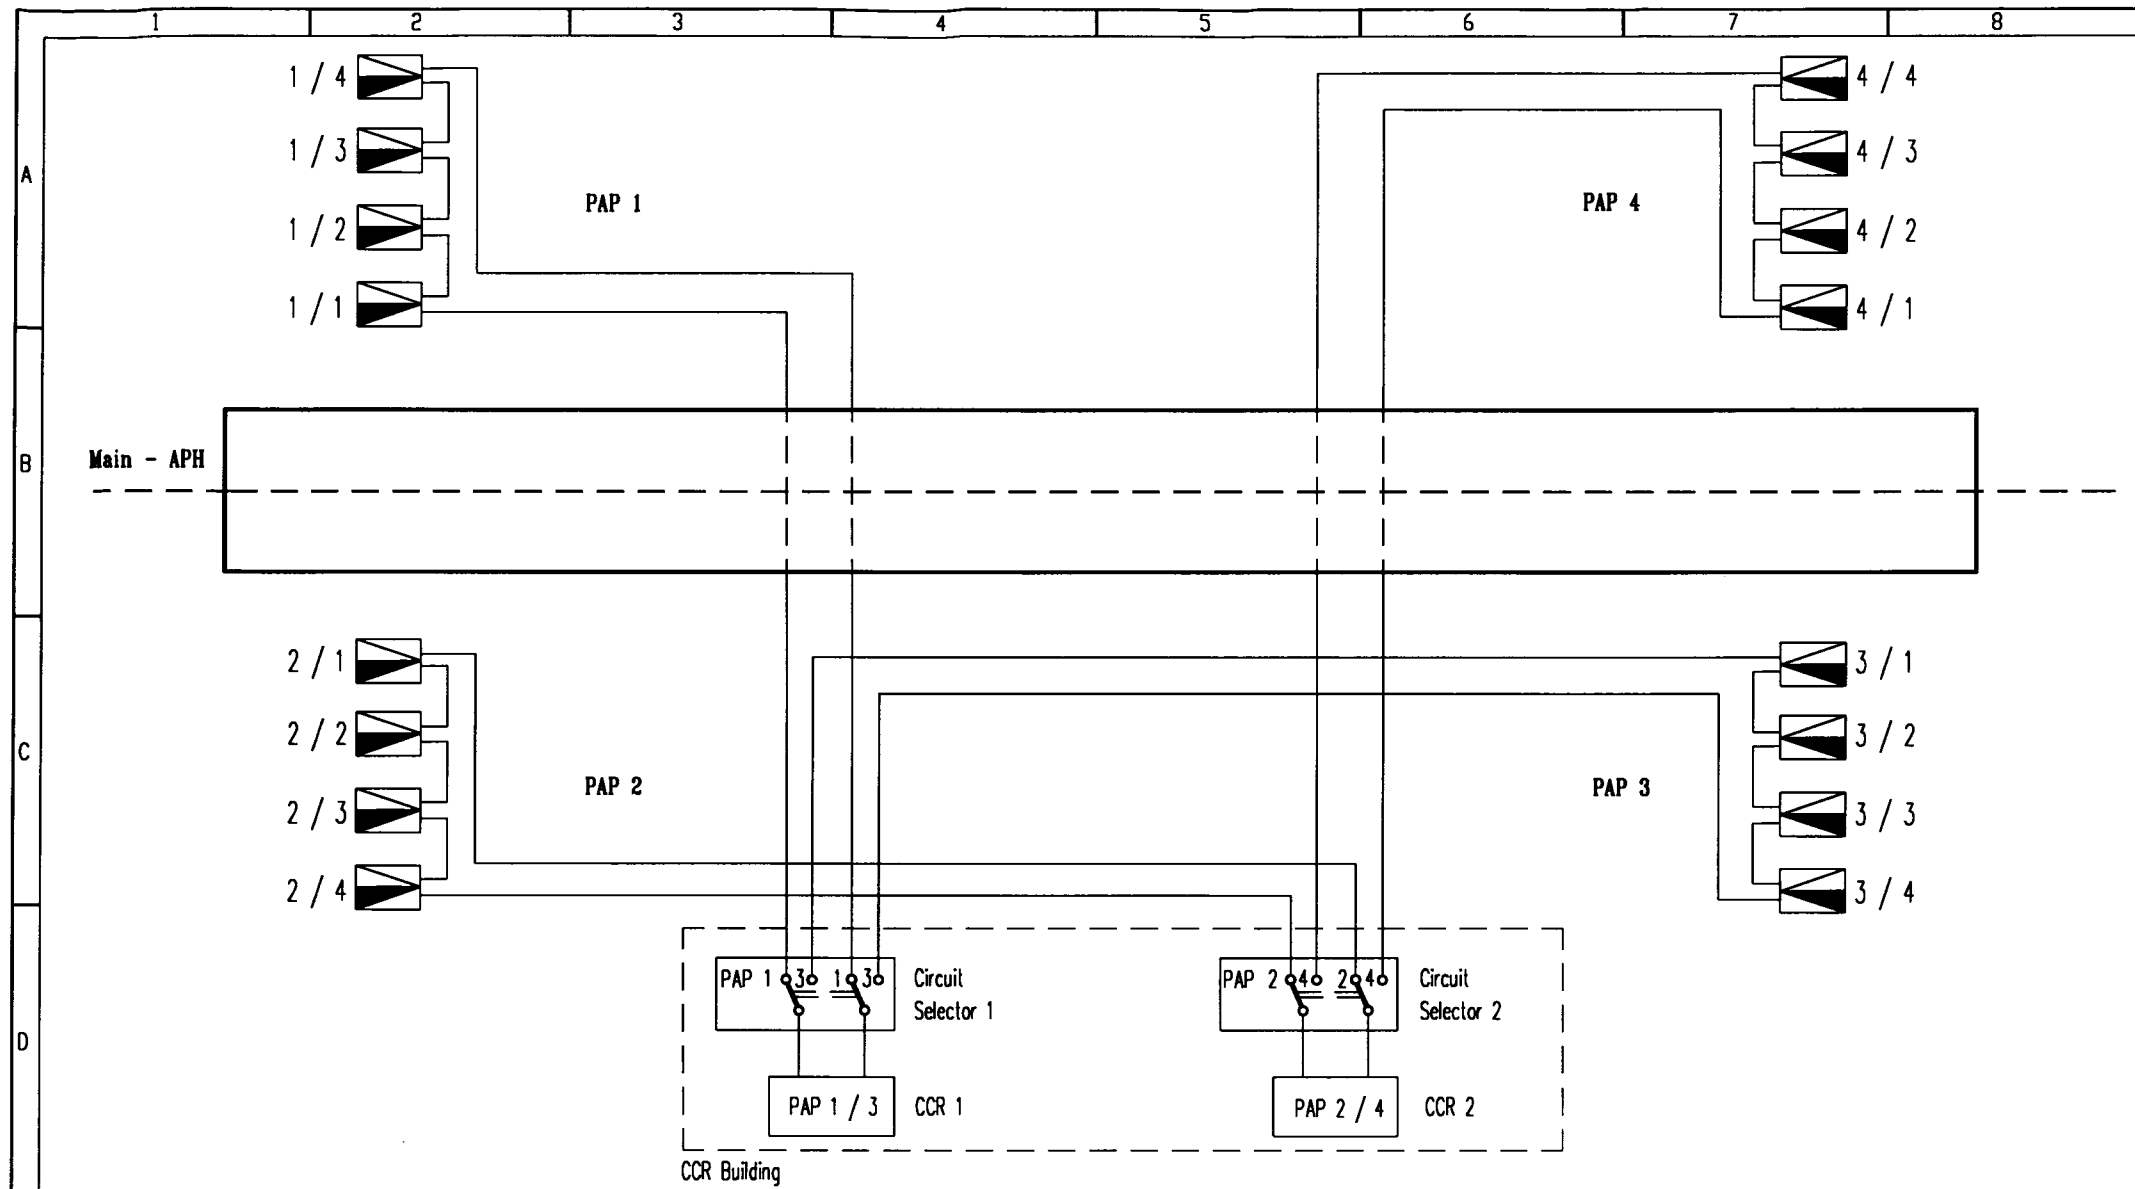 1 2 3 4 5 6 7 8
1 / 4
4 / 4
1 / 3
4 / 3
A
PAP 1
PAP 4
1 / 2
4 / 2
1 / 1
4 / 1
B
Main - APH
2 / 1
3 / 1
2 / 2
3 / 2
C
PAP 2
PAP 3
2 / 3
3 / 3
2 / 4
3 / 4
PAP 1 3 1 3
Circuit
Selector 1
PAP 2 4 2 4
Circuit
Selector 2
D
PAP 1 / 3
CCR 1
PAP 2 / 4
CCR 2
CCR Building